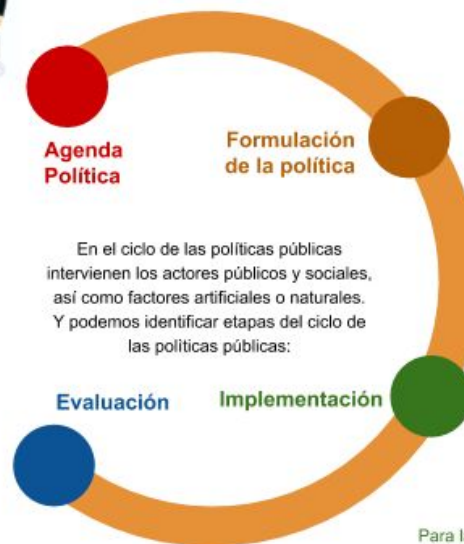 Agenda
Política
Formulación
de la política
En el ciclo de las políticas públicas
intervienen los actores públicos y sociales,
así como factores artificiales o naturales.
Y podemos identificar etapas del ciclo de
las políticas públicas:
Evaluación
Implementación
Para l